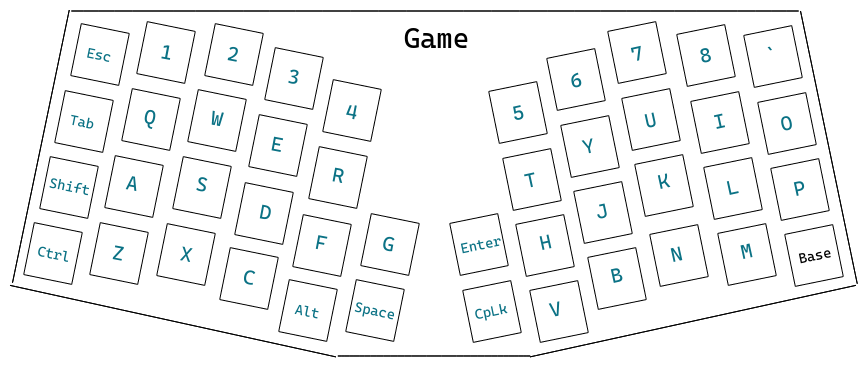 Game
Esc 1 2 3 4
5 6 7 8 `
Tab Q W E R
T Y U I O
Shift A S D F G
Enter H J K L P
Ctrl Z X C Alt Space
CpLk V B N M Base